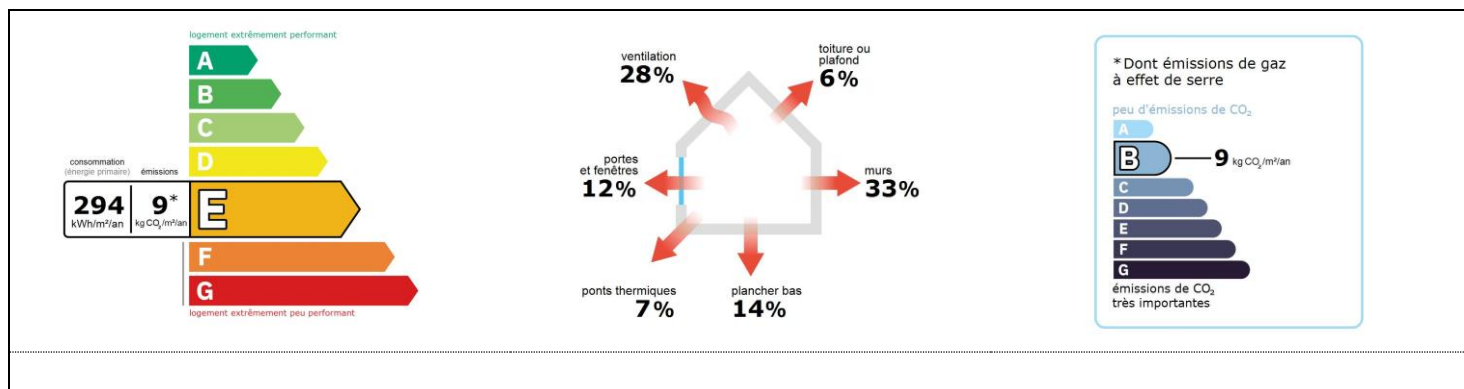 logement extrêmement performant
A
B
C
D
consommation
(énergie primaire)
émissions
294
kWh/m²/an
9*
kg CO₂/m²/an
E
F
G
logement extrêmement peu performant
ventilation
28%
toiture ou
plafond
6%
portes
et fenêtres
12%
murs
33%
ponts thermiques
7%
plancher bas
14%
*Dont émissions de gaz
à effet de serre
peu d'émissions de CO₂
A
B
9 kg CO₂/m²/an
C
D
E
F
G
émissions de CO₂
très importantes